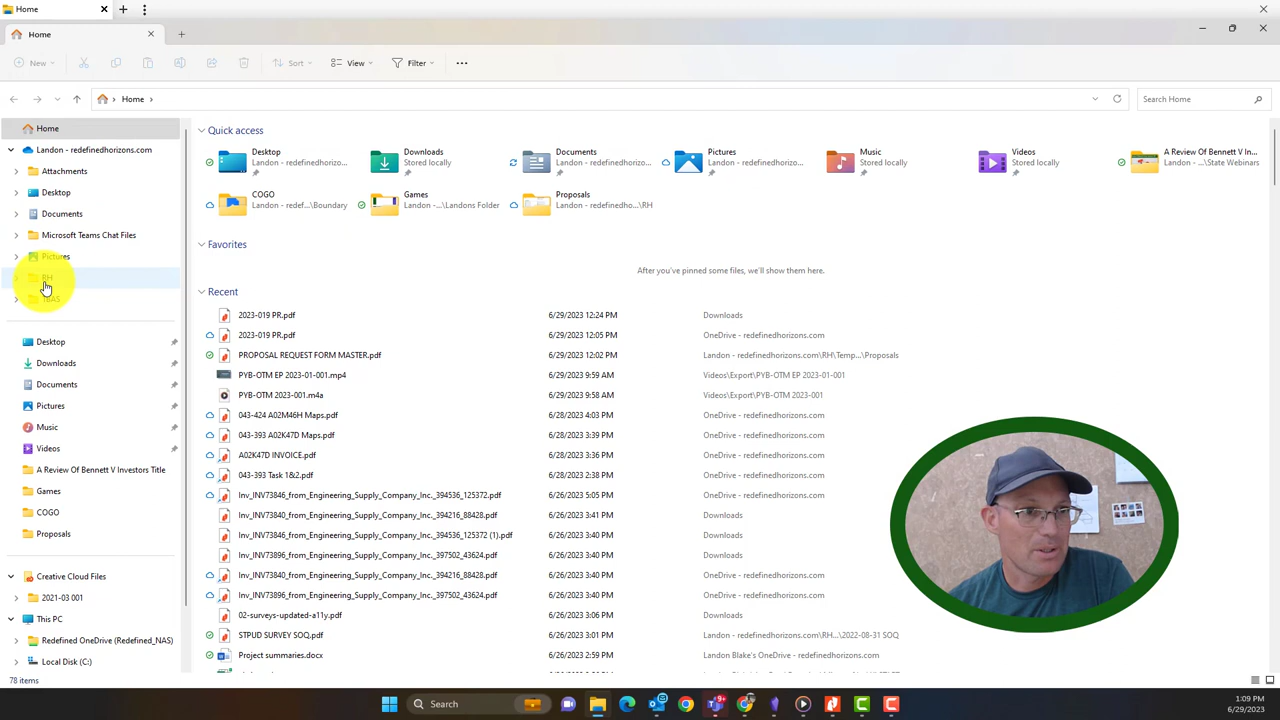 Home
Home
New
Sort
View
Filter
Home
Search Home
Home
Landon - redefinedhorizons.com
Attachments
Desktop
Documents
Microsoft Teams Chat Files
Pictures
RH
TBAS
Desktop
Downloads
Documents
Pictures
Music
Videos
A Review Of Bennett V Investors Title
Games
COGO
Proposals
Creative Cloud Files
2021-03 001
This PC
Redefined OneDrive (Redefined_NAS)
Local Disk (C:)
78 items
Quick access
Desktop
Landon - redefinedhorizo...
Downloads
Stored locally
Documents
Landon - redefinedhorizo...
Pictures
Landon - redefinedhorizo...
Music
Stored locally
Videos
Stored locally
A Review Of Bennett V In...
Landon -...\State Webinars
COGO
Landon - redef...\Boundary
Games
Landon -...\Landons Folder
Proposals
Landon - redefinedho...\RH
Favorites
After you've pinned some files, we'll show them here.
Recent
2023-019 PR.pdf 6/29/2023 12:24 PM Downloads
2023-019 PR.pdf 6/29/2023 12:05 PM OneDrive - redefinedhorizons.com
PROPOSAL REQUEST FORM MASTER.pdf 6/29/2023 12:02 PM Landon - redefinedhorizons.com\RH\Temp...\Proposals
PYB-OTM EP 2023-01-001.mp4 6/29/2023 9:59 AM Videos\Export\PYB-OTM EP 2023-01-001
PYB-OTM 2023-001.m4a 6/29/2023 9:58 AM Videos\Export\PYB-OTM 2023-001
043-424 A02M46H Maps.pdf 6/28/2023 4:03 PM OneDrive - redefinedhorizons.com
043-393 A02K47D Maps.pdf 6/28/2023 3:39 PM OneDrive - redefinedhorizons.com
A02K47D INVOICE.pdf 6/28/2023 3:36 PM OneDrive - redefinedhorizons.com
043-393 Task 1&2.pdf 6/28/2023 2:38 PM OneDrive - redefinedhorizons.com
Inv_INV73846_from_Engineering_Supply_Company_Inc._394536_125372.pdf 6/26/2023 5:05 PM OneDrive - redefinedhorizons.com
Inv_INV73840_from_Engineering_Supply_Company_Inc._394216_88428.pdf 6/26/2023 3:41 PM Downloads
Inv_INV73846_from_Engineering_Supply_Company_Inc._394536_125372 (1).pdf 6/26/2023 3:40 PM Downloads
Inv_INV73896_from_Engineering_Supply_Company_Inc._397502_43624.pdf 6/26/2023 3:40 PM Downloads
Inv_INV73840_from_Engineering_Supply_Company_Inc._394216_88428.pdf 6/26/2023 3:40 PM OneDrive - redefinedhorizons.com
Inv_INV73896_from_Engineering_Supply_Company_Inc._397502_43624.pdf 6/26/2023 3:40 PM OneDrive - redefinedhorizons.com
02-surveys-updated-a11y.pdf 6/26/2023 3:06 PM Downloads
STPUD SURVEY SOQ.pdf 6/26/2023 3:01 PM Landon - redefinedhorizons.com\RH...\2022-08-31 SOQ
Project summaries.docx 6/26/2023 2:59 PM Landon Blake's OneDrive - redefinedhorizons.com
Search
1:09 PM
6/29/2023